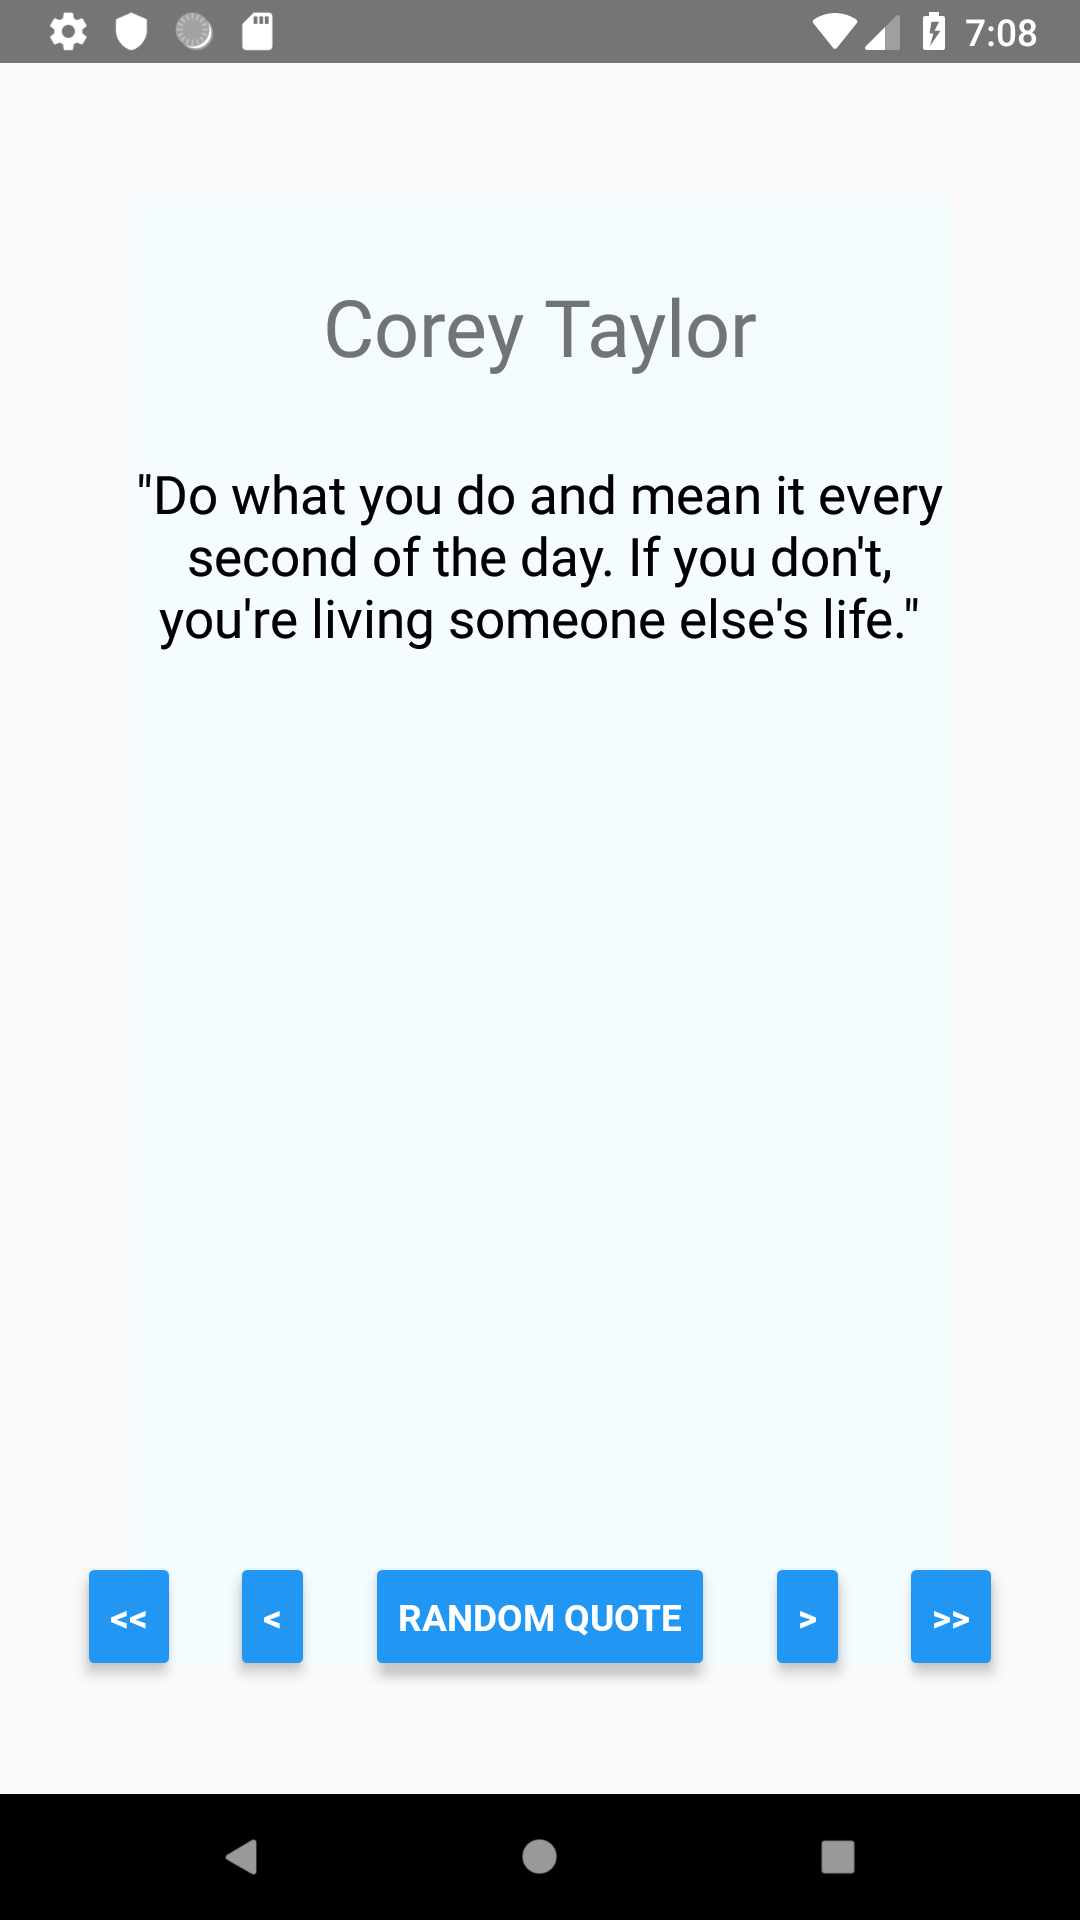 7:08
Corey Taylor
"Do what you do and mean it every
second of the day. If you don't,
you're living someone else's life."
<< < RANDOM QUOTE > >>